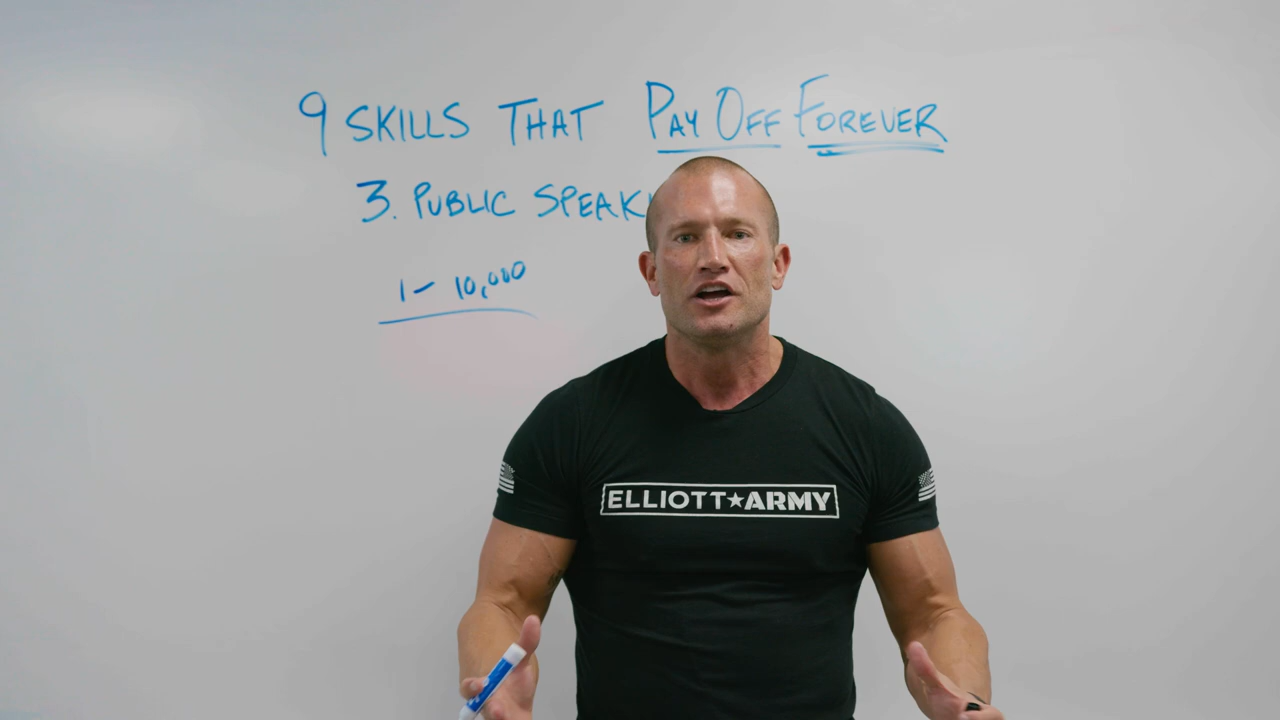 9 SKILLS THAT PAY OFF FOREVER
3. PUBLIC SPEAK
1 - 10,000
ELLIOTT★ARMY